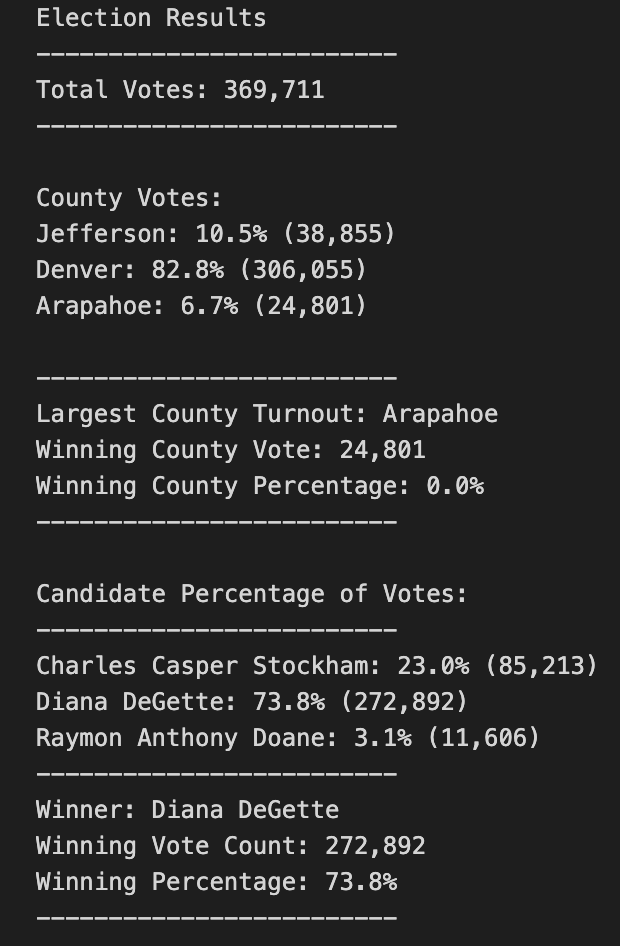 Election Results
-------------------------
Total Votes: 369,711
-------------------------
County Votes:
Jefferson: 10.5% (38,855)
Denver: 82.8% (306,055)
Arapahoe: 6.7% (24,801)
-------------------------
Largest County Turnout: Arapahoe
Winning County Vote: 24,801
Winning County Percentage: 0.0%
-------------------------
Candidate Percentage of Votes:
-------------------------
Charles Casper Stockham: 23.0% (85,213)
Diana DeGette: 73.8% (272,892)
Raymon Anthony Doane: 3.1% (11,606)
-------------------------
Winner: Diana DeGette
Winning Vote Count: 272,892
Winning Percentage: 73.8%
-------------------------